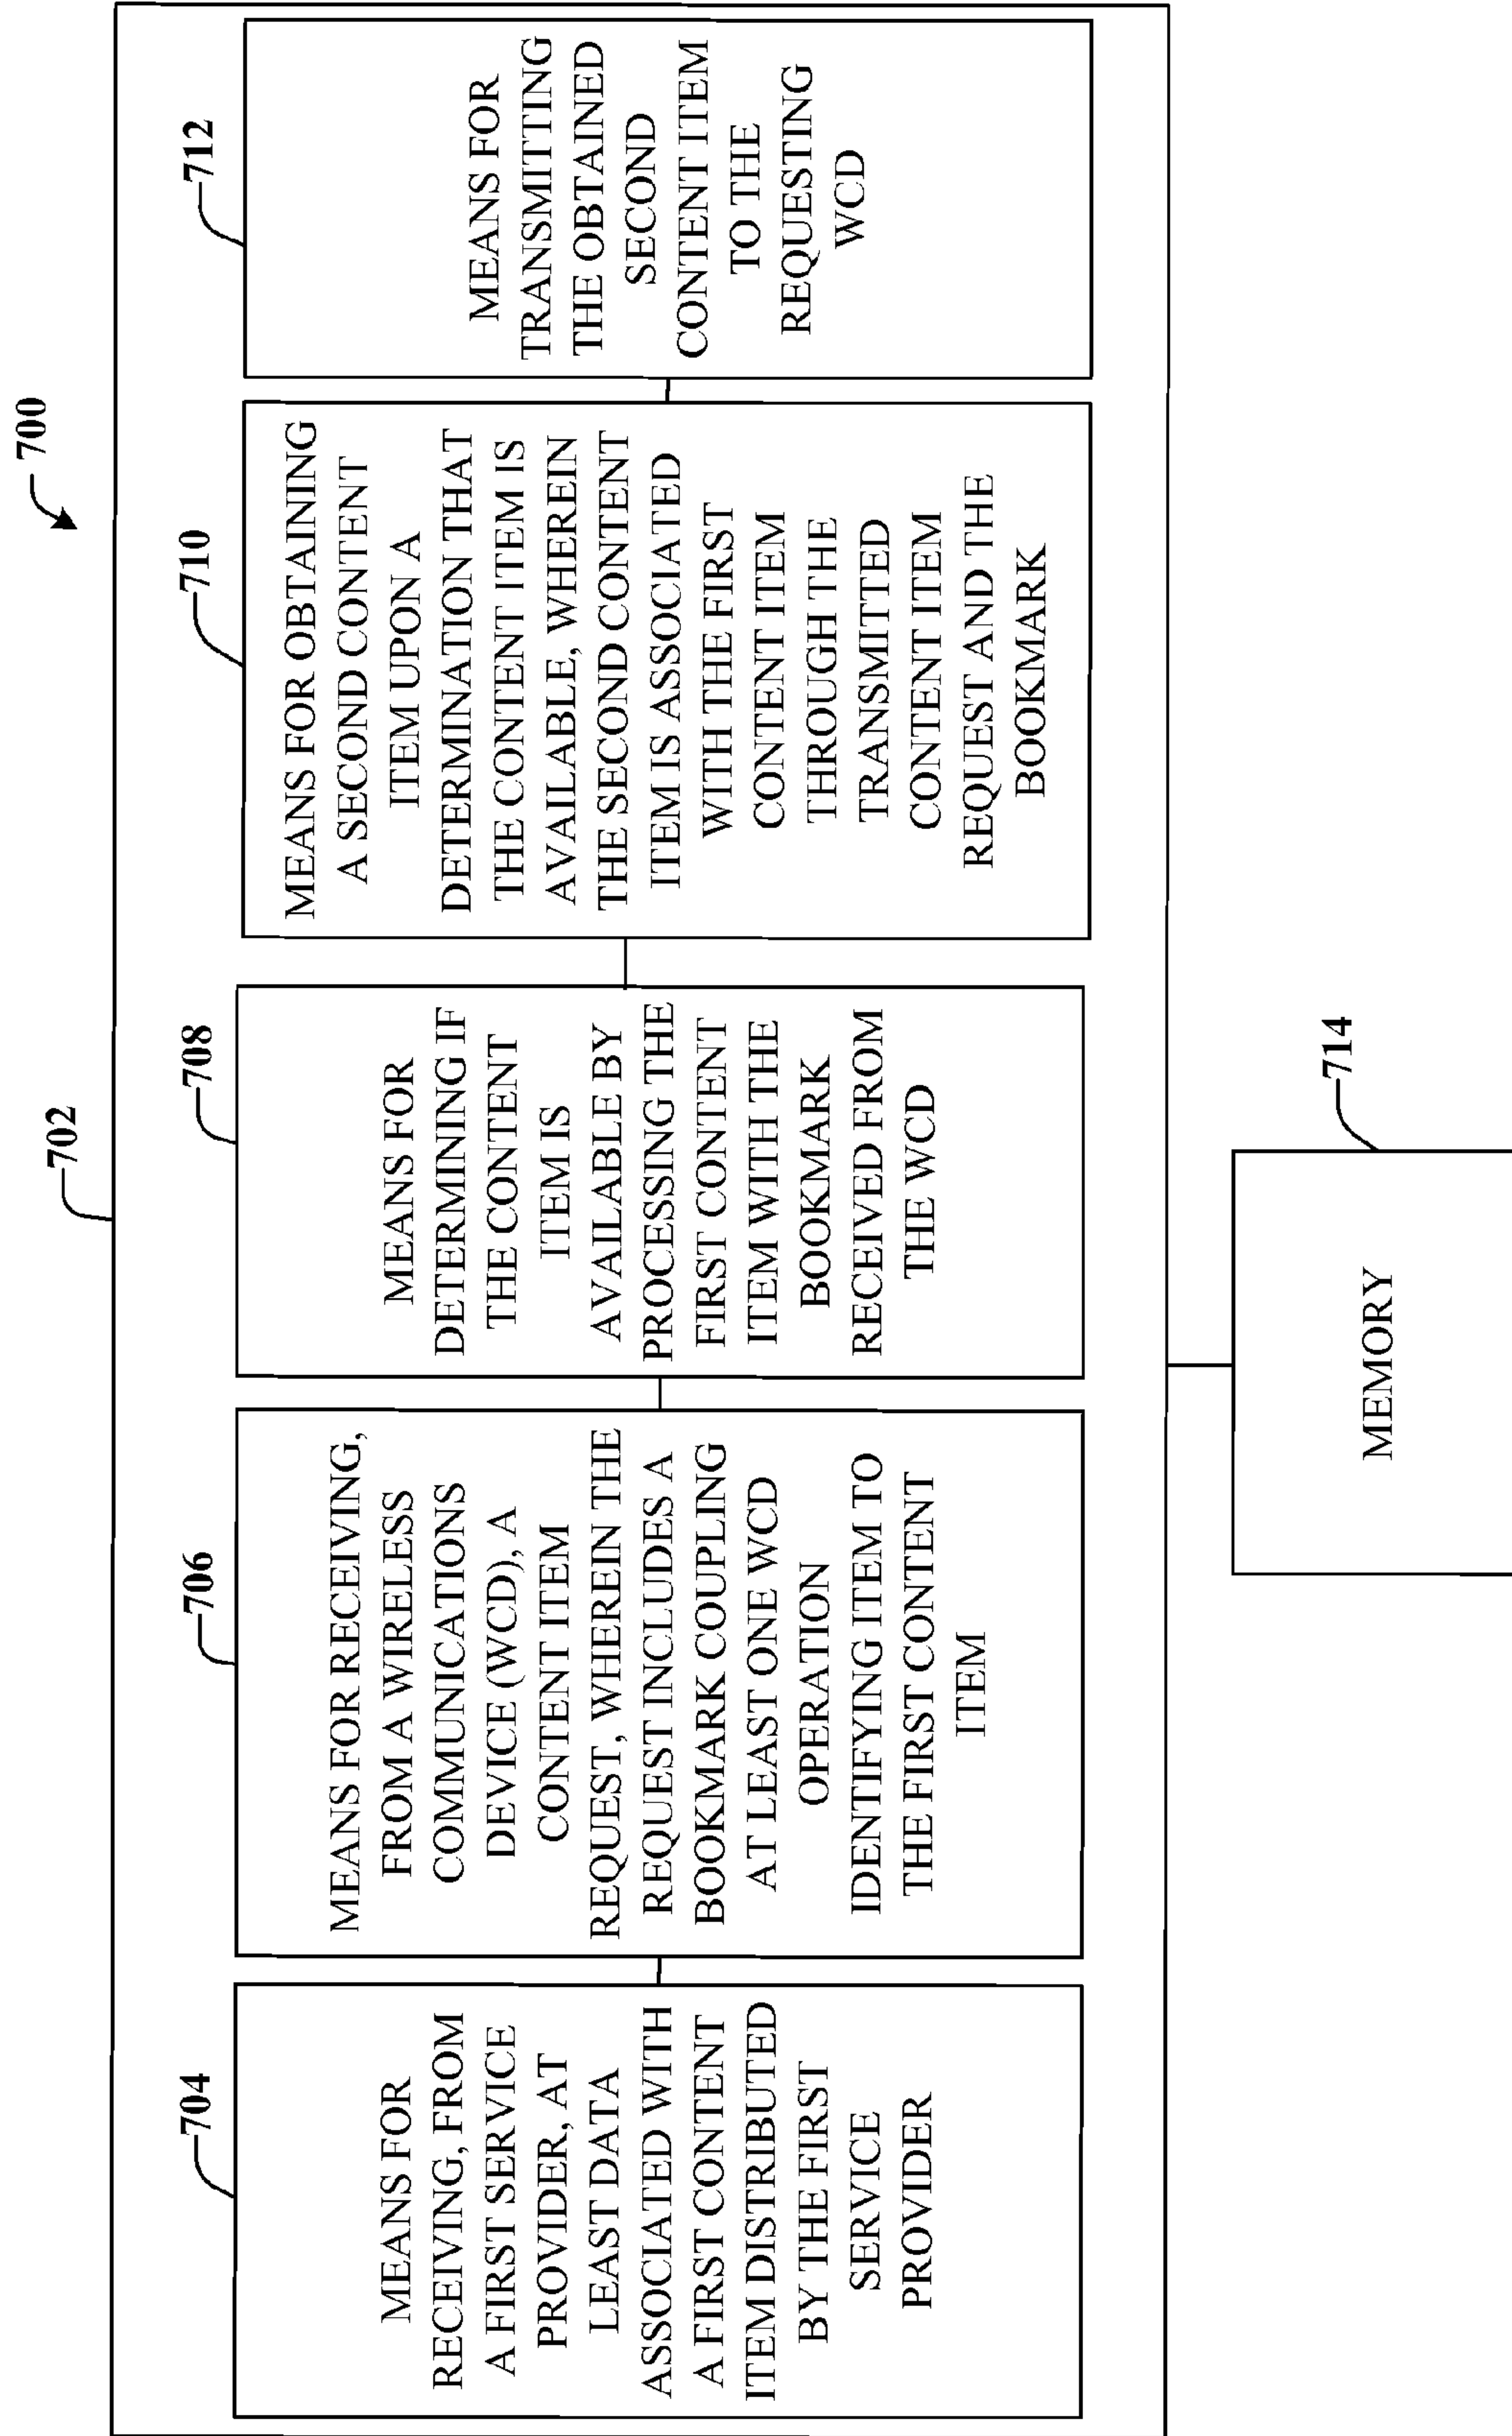 700
702
704
MEANS FOR
RECEIVING, FROM
A FIRST SERVICE
PROVIDER, AT
LEAST DATA
ASSOCIATED WITH
A FIRST CONTENT
ITEM DISTRIBUTED
BY THE FIRST
SERVICE
PROVIDER
706
MEANS FOR RECEIVING,
FROM A WIRELESS
COMMUNICATIONS
DEVICE (WCD), A
CONTENT ITEM
REQUEST, WHEREIN THE
REQUEST INCLUDES A
BOOKMARK COUPLING
AT LEAST ONE WCD
OPERATION
IDENTIFYING ITEM TO
THE FIRST CONTENT
ITEM
708
MEANS FOR
DETERMINING IF
THE CONTENT
ITEM IS
AVAILABLE BY
PROCESSING THE
FIRST CONTENT
ITEM WITH THE
BOOKMARK
RECEIVED FROM
THE WCD
710
MEANS FOR OBTAINING
A SECOND CONTENT
ITEM UPON A
DETERMINATION THAT
THE CONTENT ITEM IS
AVAILABLE, WHEREIN
THE SECOND CONTENT
ITEM IS ASSOCIATED
WITH THE FIRST
CONTENT ITEM
THROUGH THE
TRANSMITTED
CONTENT ITEM
REQUEST AND THE
BOOKMARK
712
MEANS FOR
TRANSMITTING
THE OBTAINED
SECOND
CONTENT ITEM
TO THE
REQUESTING
WCD
714
MEMORY